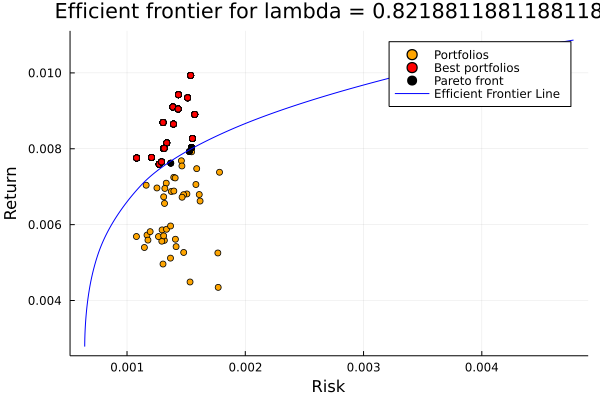 Efficient frontier for lambda = 0.8218811881188118
Portfolios
Best portfolios
Pareto front
Efficient Frontier Line
0.010
0.008
0.006
0.004
Return
0.001
0.002
0.003
0.004
Risk